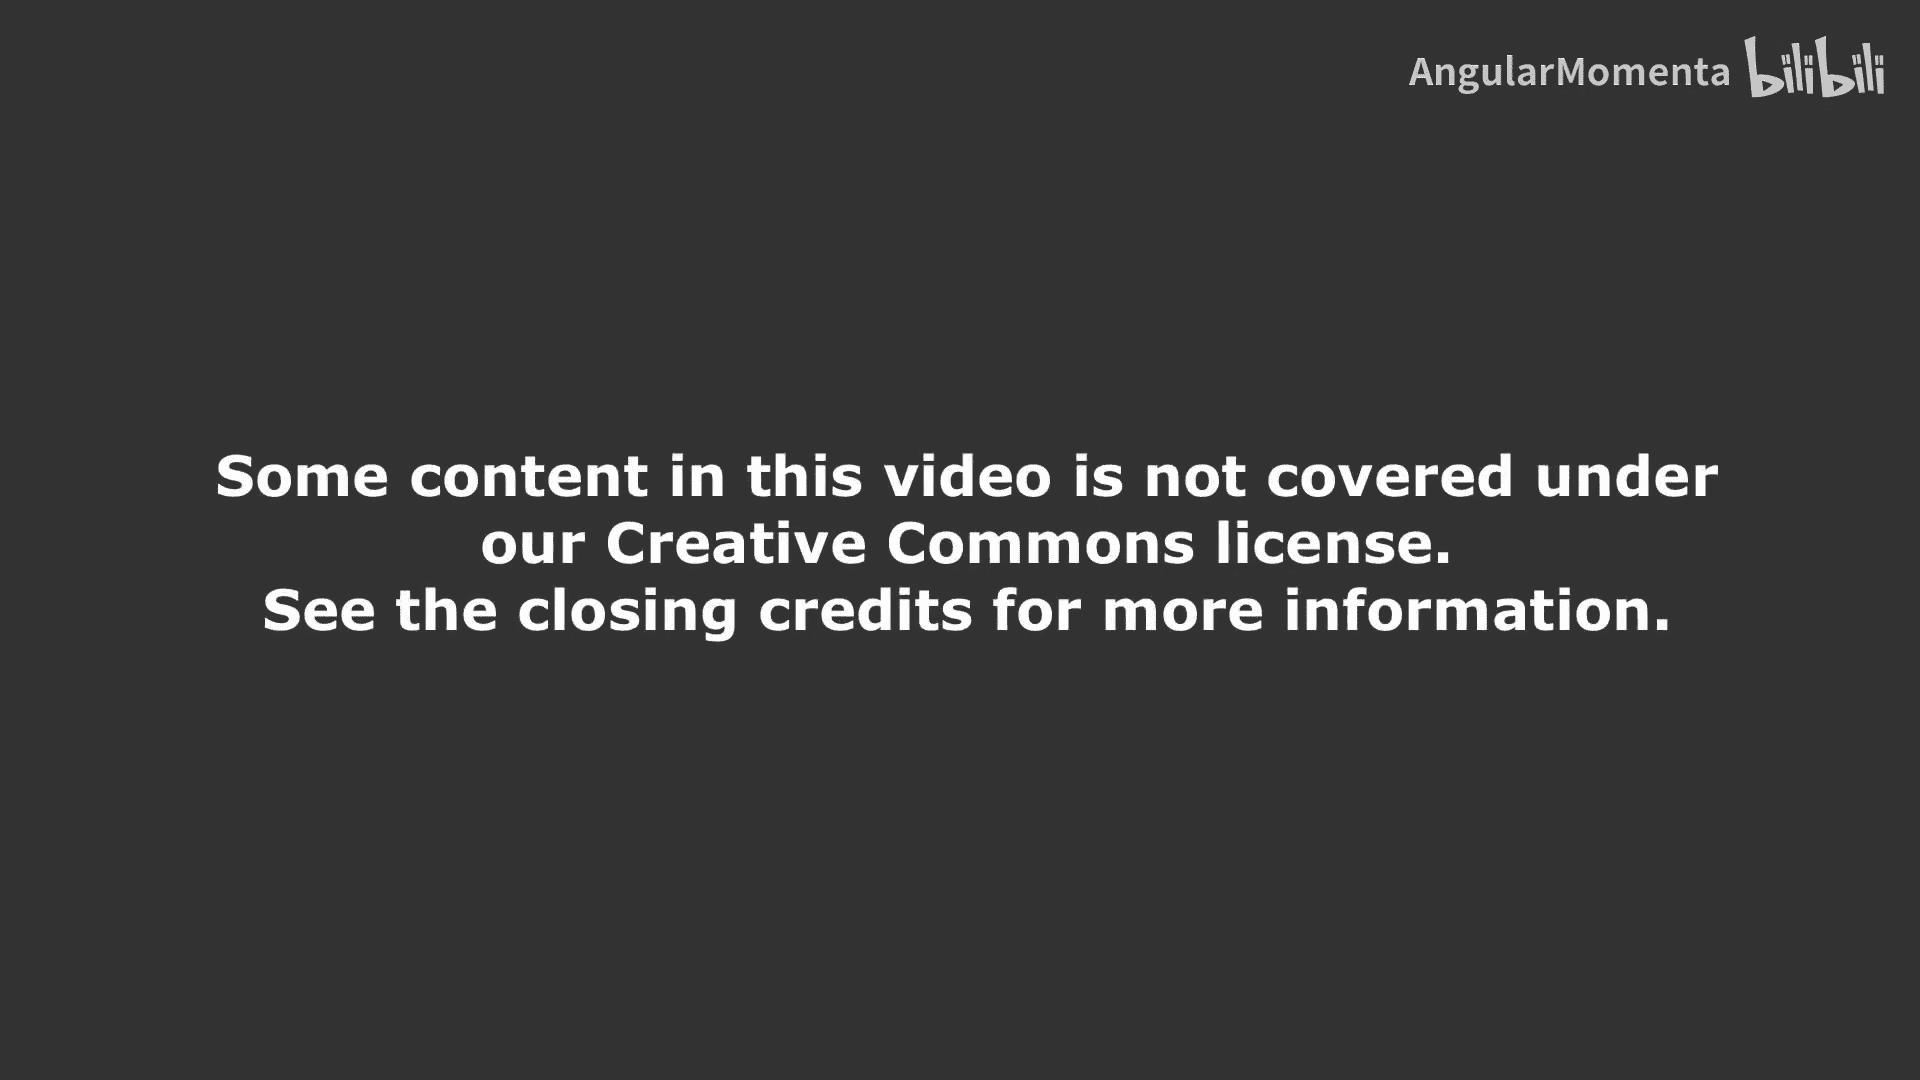 AngularMomenta bilibili
Some content in this video is not covered under
our Creative Commons license.
See the closing credits for more information.